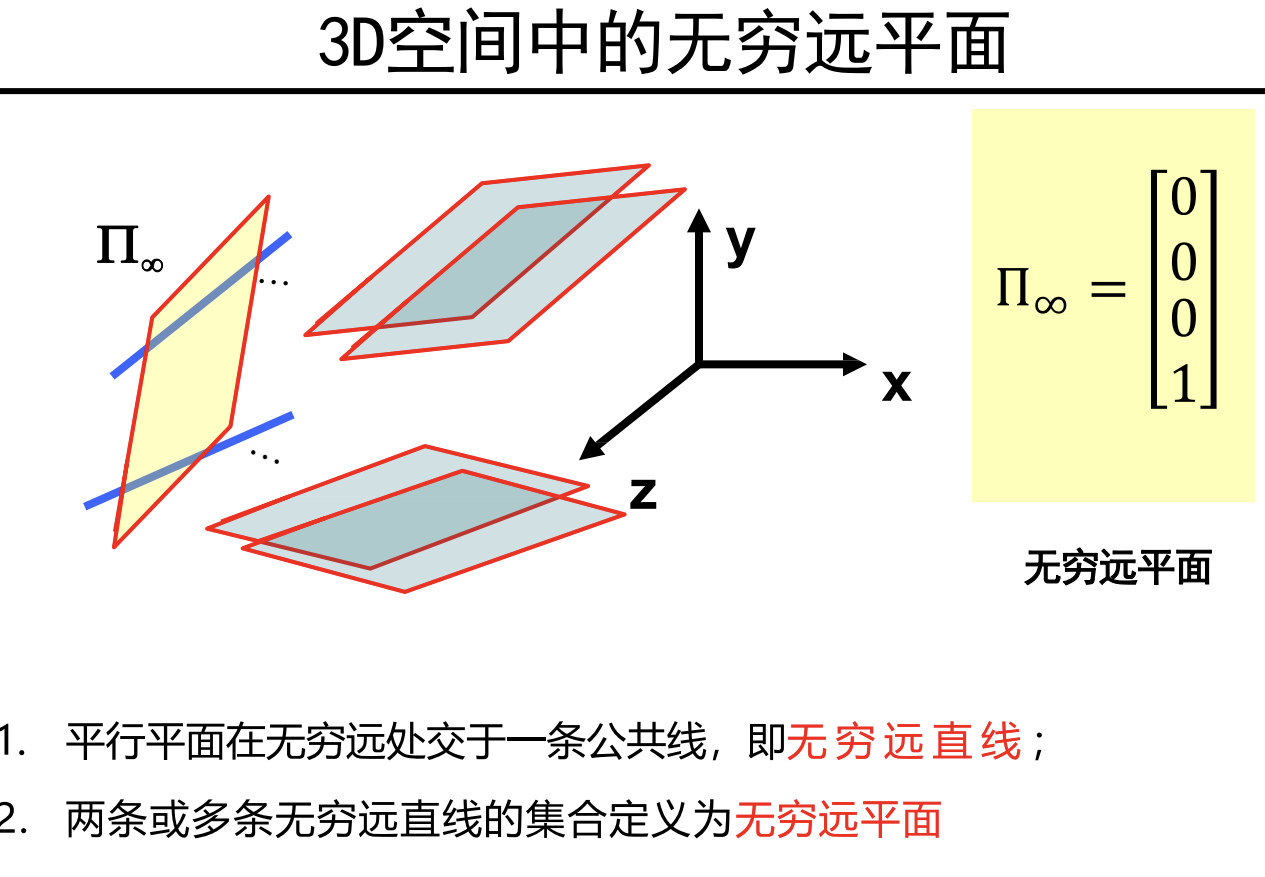 3D空间中的无穷远平面
Π∞
...
...
y
x
z
Π∞ = [0 0 0 1]
无穷远平面
1. 平行平面在无穷远处交于一条公共线，即无穷远直线；
2. 两条或多条无穷远直线的集合定义为无穷远平面